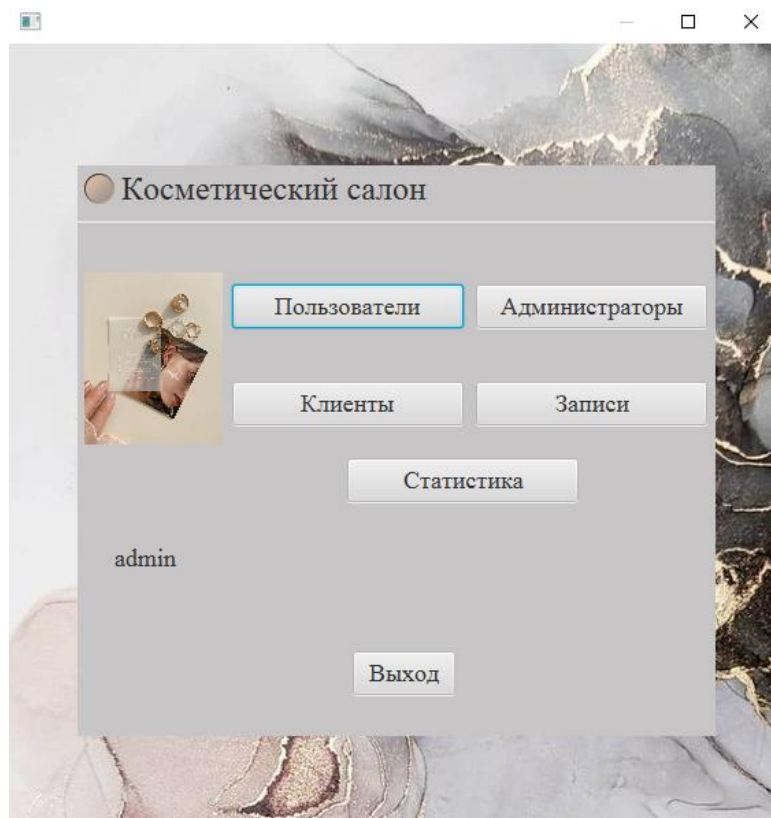 Косметический салон
Пользователи
Администраторы
Клиенты
Записи
Статистика
admin
Выход